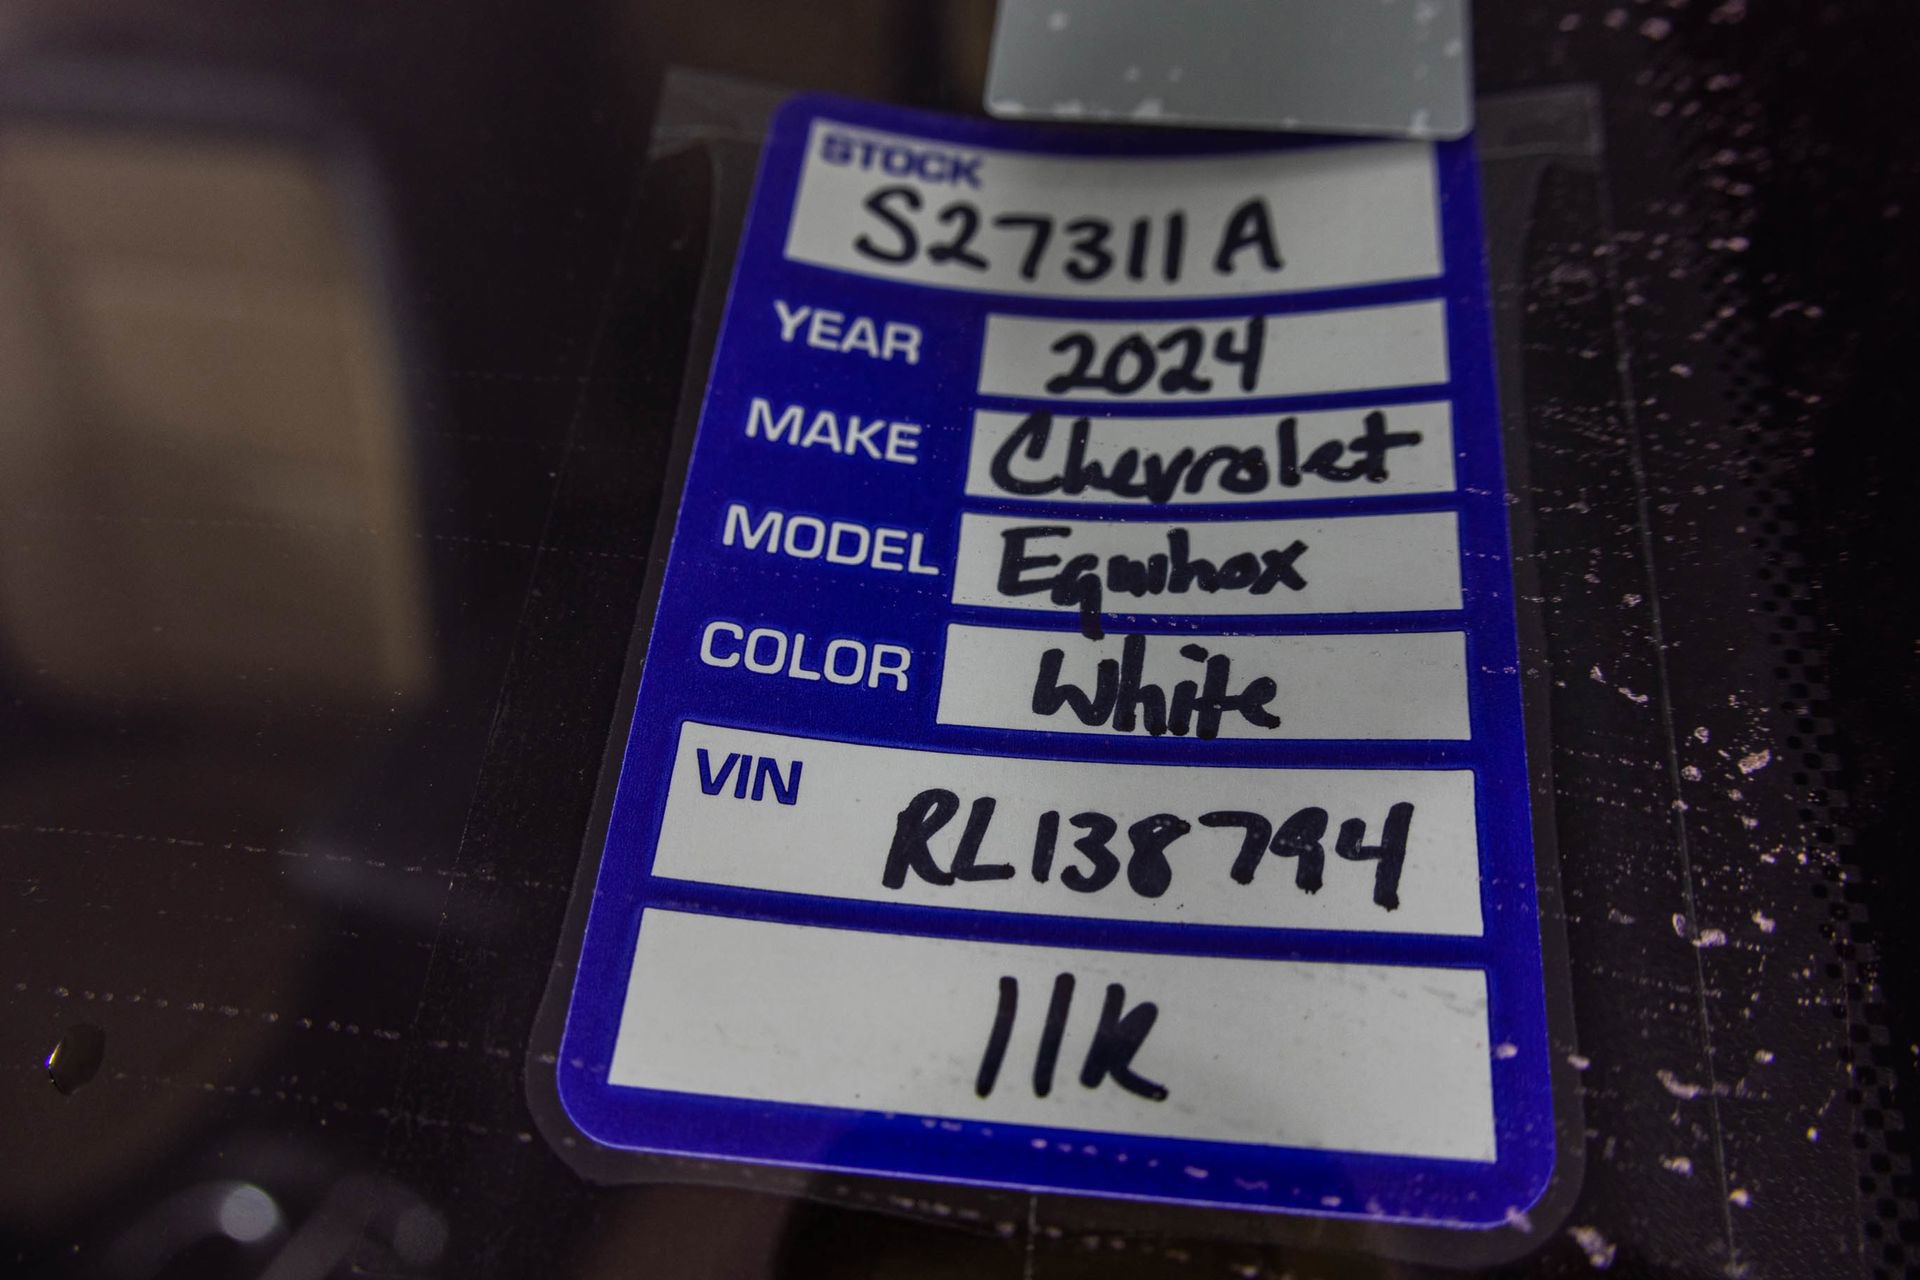 STOCK
S27311A
YEAR 2024
MAKE Chevrolet
MODEL Equinox
COLOR White
VIN RL138794
11K